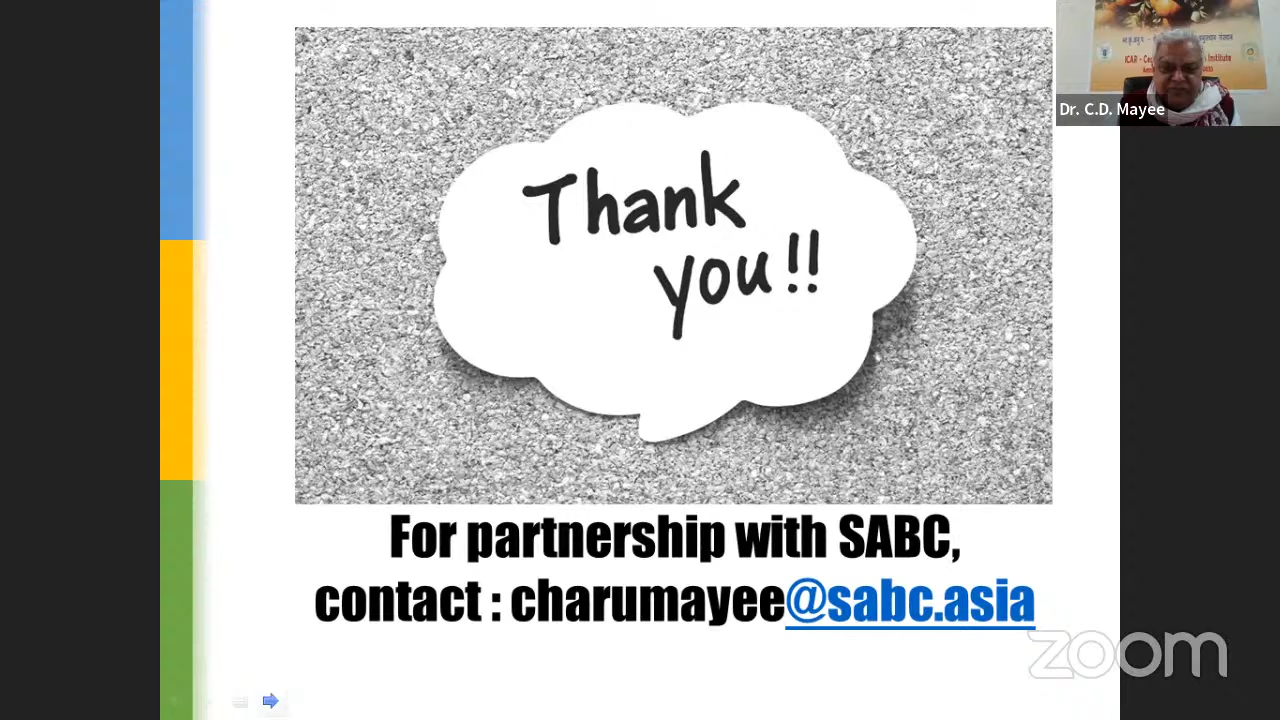 Thank
you!!
For partnership with SABC,
contact : charumayee@sabc.asia
Dr. C.D. Mayee
zoom